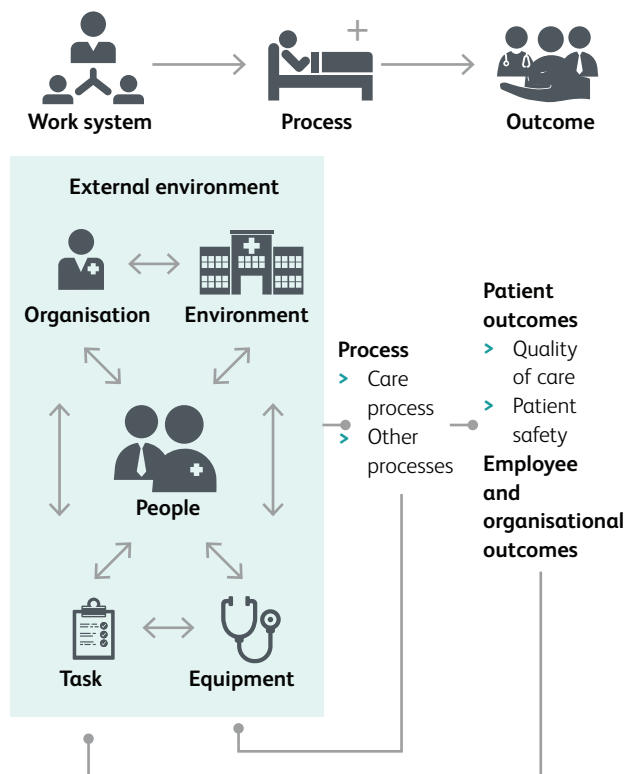 Work system
Process
Outcome
External environment
Organisation
Environment
People
Task
Equipment
Process
> Care
process
> Other
processes
Patient
outcomes
> Quality
of care
> Patient
safety
Employee
and
organisational
outcomes